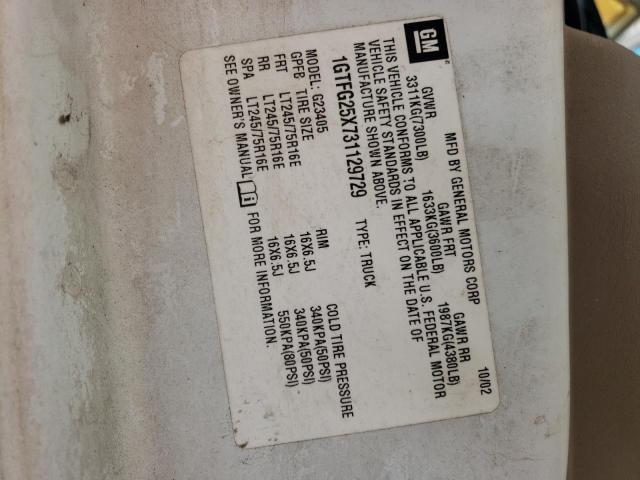 GM
MFD BY GENERAL MOTORS CORP 10/02
GVWR GAWR FRT GAWR RR
3311KG(7300LB) 1633KG(3600LB) 1987KG(4380LB)
THIS VEHICLE CONFORMS TO ALL APPLICABLE U.S. FEDERAL MOTOR
VEHICLE SAFETY STANDARDS IN EFFECT ON THE DATE OF
MANUFACTURE SHOWN ABOVE.
1GTFG25X731129729 TYPE: TRUCK
MODEL: G23405
GPFB TIRE SIZE RIM COLD TIRE PRESSURE
FRT LT245/75R16E 16X6.5J 340KPA(50PSI)
RR LT245/75R16E 16X6.5J 340KPA(50PSI)
SPA LT245/75R16E 16X6.5J 550KPA(80PSI)
SEE OWNER'S MANUAL FOR MORE INFORMATION.